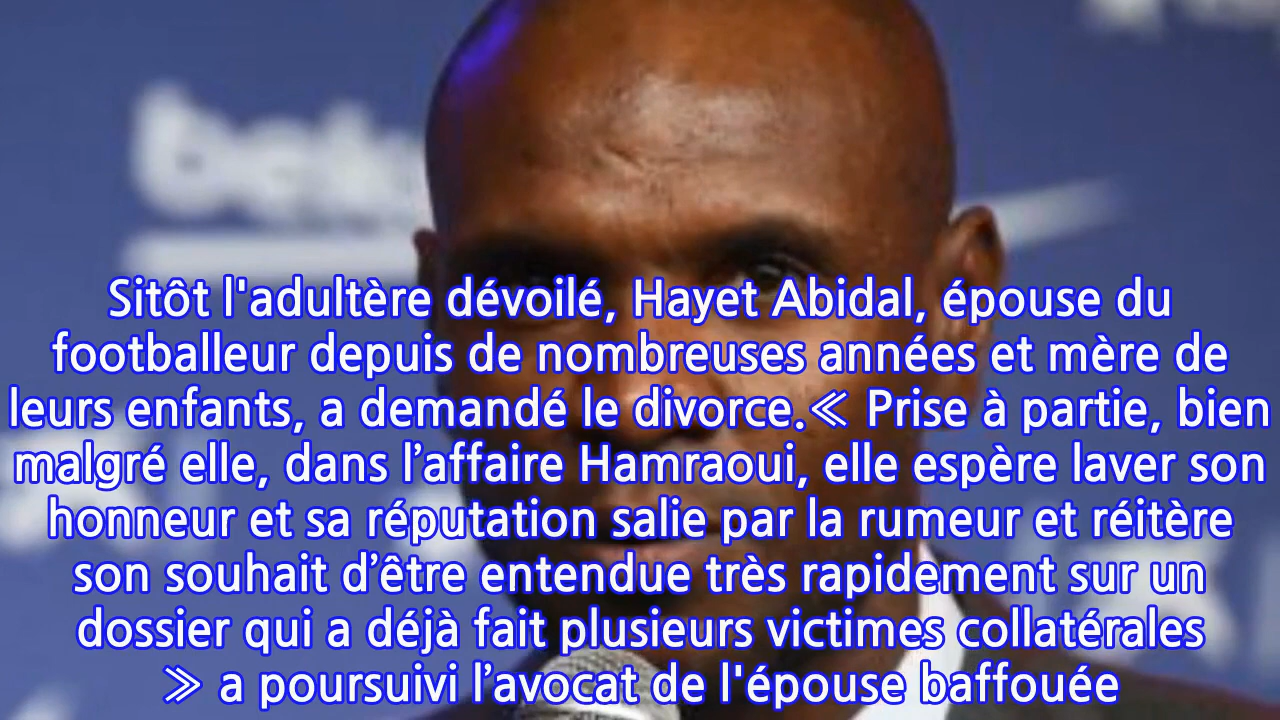 beko
Sitôt l'adultère dévoilé, Hayet Abidal, épouse du
footballeur depuis de nombreuses années et mère de
leurs enfants, a demandé le divorce.≪ Prise à partie, bien
malgré elle, dans l’affaire Hamraoui, elle espère laver son
honneur et sa réputation salie par la rumeur et réitère
son souhait d’être entendue très rapidement sur un
dossier qui a déjà fait plusieurs victimes collatérales
≫ a poursuivi l’avocat de l'épouse baffouée